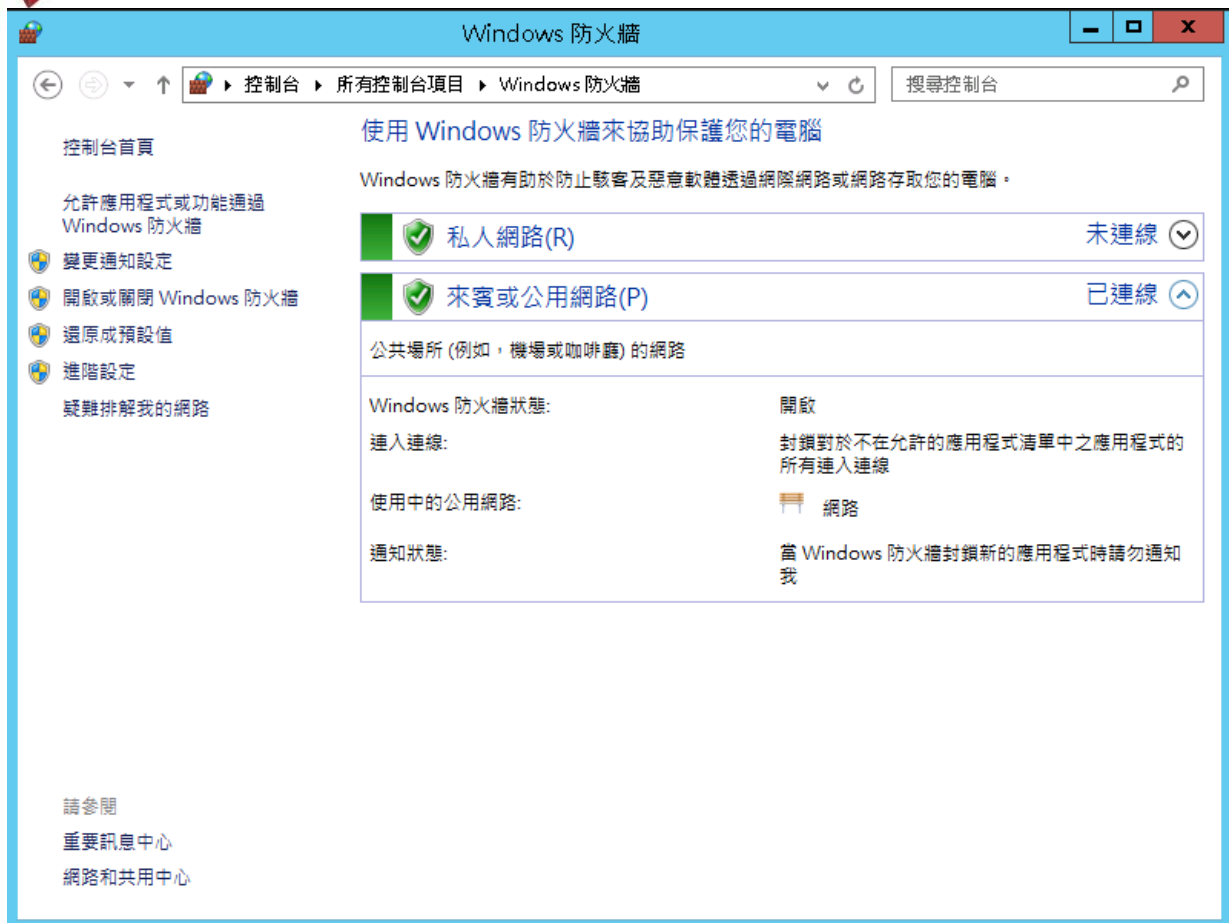 Windows 防火牆
控制台 ▸ 所有控制台項目 ▸ Windows 防火牆
搜尋控制台
控制台首頁
允許應用程式或功能通過
Windows 防火牆
變更通知設定
開啟或關閉 Windows 防火牆
還原成預設值
進階設定
疑難排解我的網路
請參閱
重要訊息中心
網路和共用中心
使用 Windows 防火牆來協助保護您的電腦
Windows 防火牆有助於防止駭客及惡意軟體透過網際網路或網路存取您的電腦。
私人網路(R) 未連線
來賓或公用網路(P) 已連線
公共場所 (例如，機場或咖啡廳) 的網路
Windows 防火牆狀態: 開啟
連入連線: 封鎖對於不在允許的應用程式清單中之應用程式的
所有連入連線
使用中的公用網路: 網路
通知狀態: 當 Windows 防火牆封鎖新的應用程式時請勿通知
我